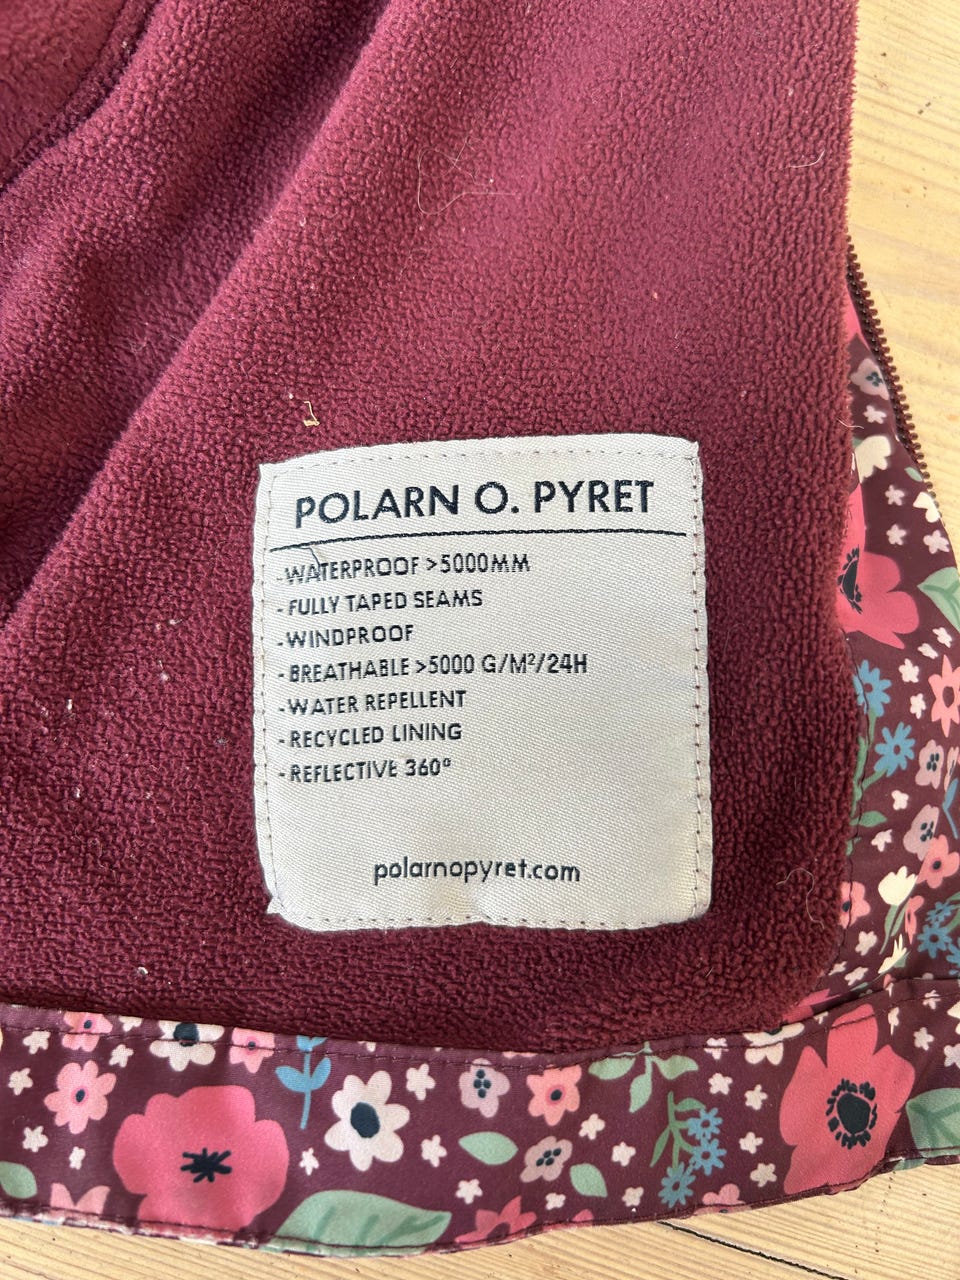 POLARN O. PYRET
-WATERPROOF >5000MM
-FULLY TAPED SEAMS
-WINDPROOF
-BREATHABLE >5000 G/M²/24H
-WATER REPELLENT
-RECYCLED LINING
-REFLECTIVE 360°
polarnopyret.com